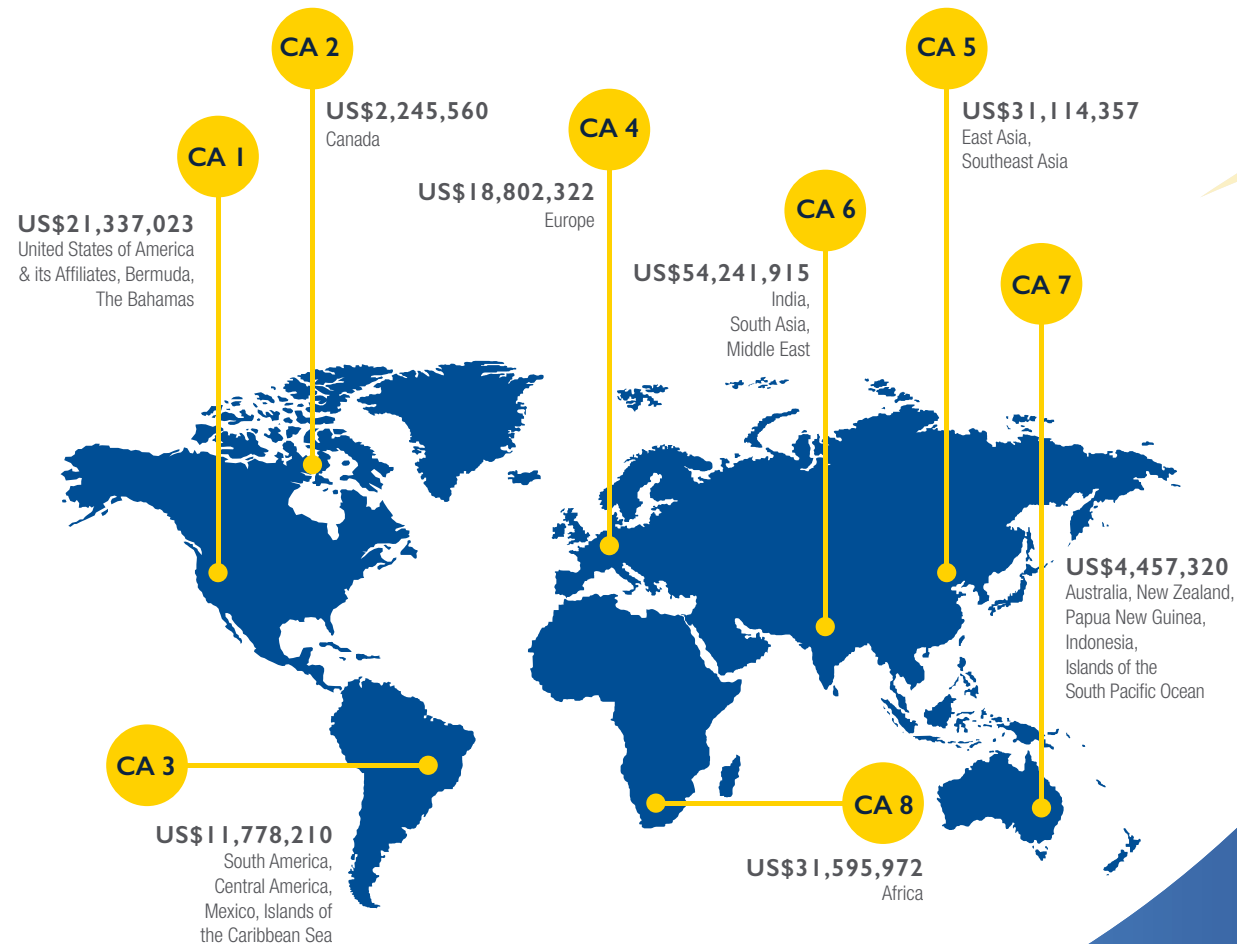 CA 2
US$2,245,560
Canada
CA 5
US$31,114,357
East Asia,
Southeast Asia
CA 4
US$18,802,322
Europe
CA 1
US$21,337,023
United States of America
& its Affiliates, Bermuda,
The Bahamas
CA 6
US$54,241,915
India,
South Asia,
Middle East
CA 7
US$4,457,320
Australia, New Zealand,
Papua New Guinea,
Indonesia,
Islands of the
South Pacific Ocean
CA 3
US$11,778,210
South America,
Central America,
Mexico, Islands of
the Caribbean Sea
CA 8
US$31,595,972
Africa